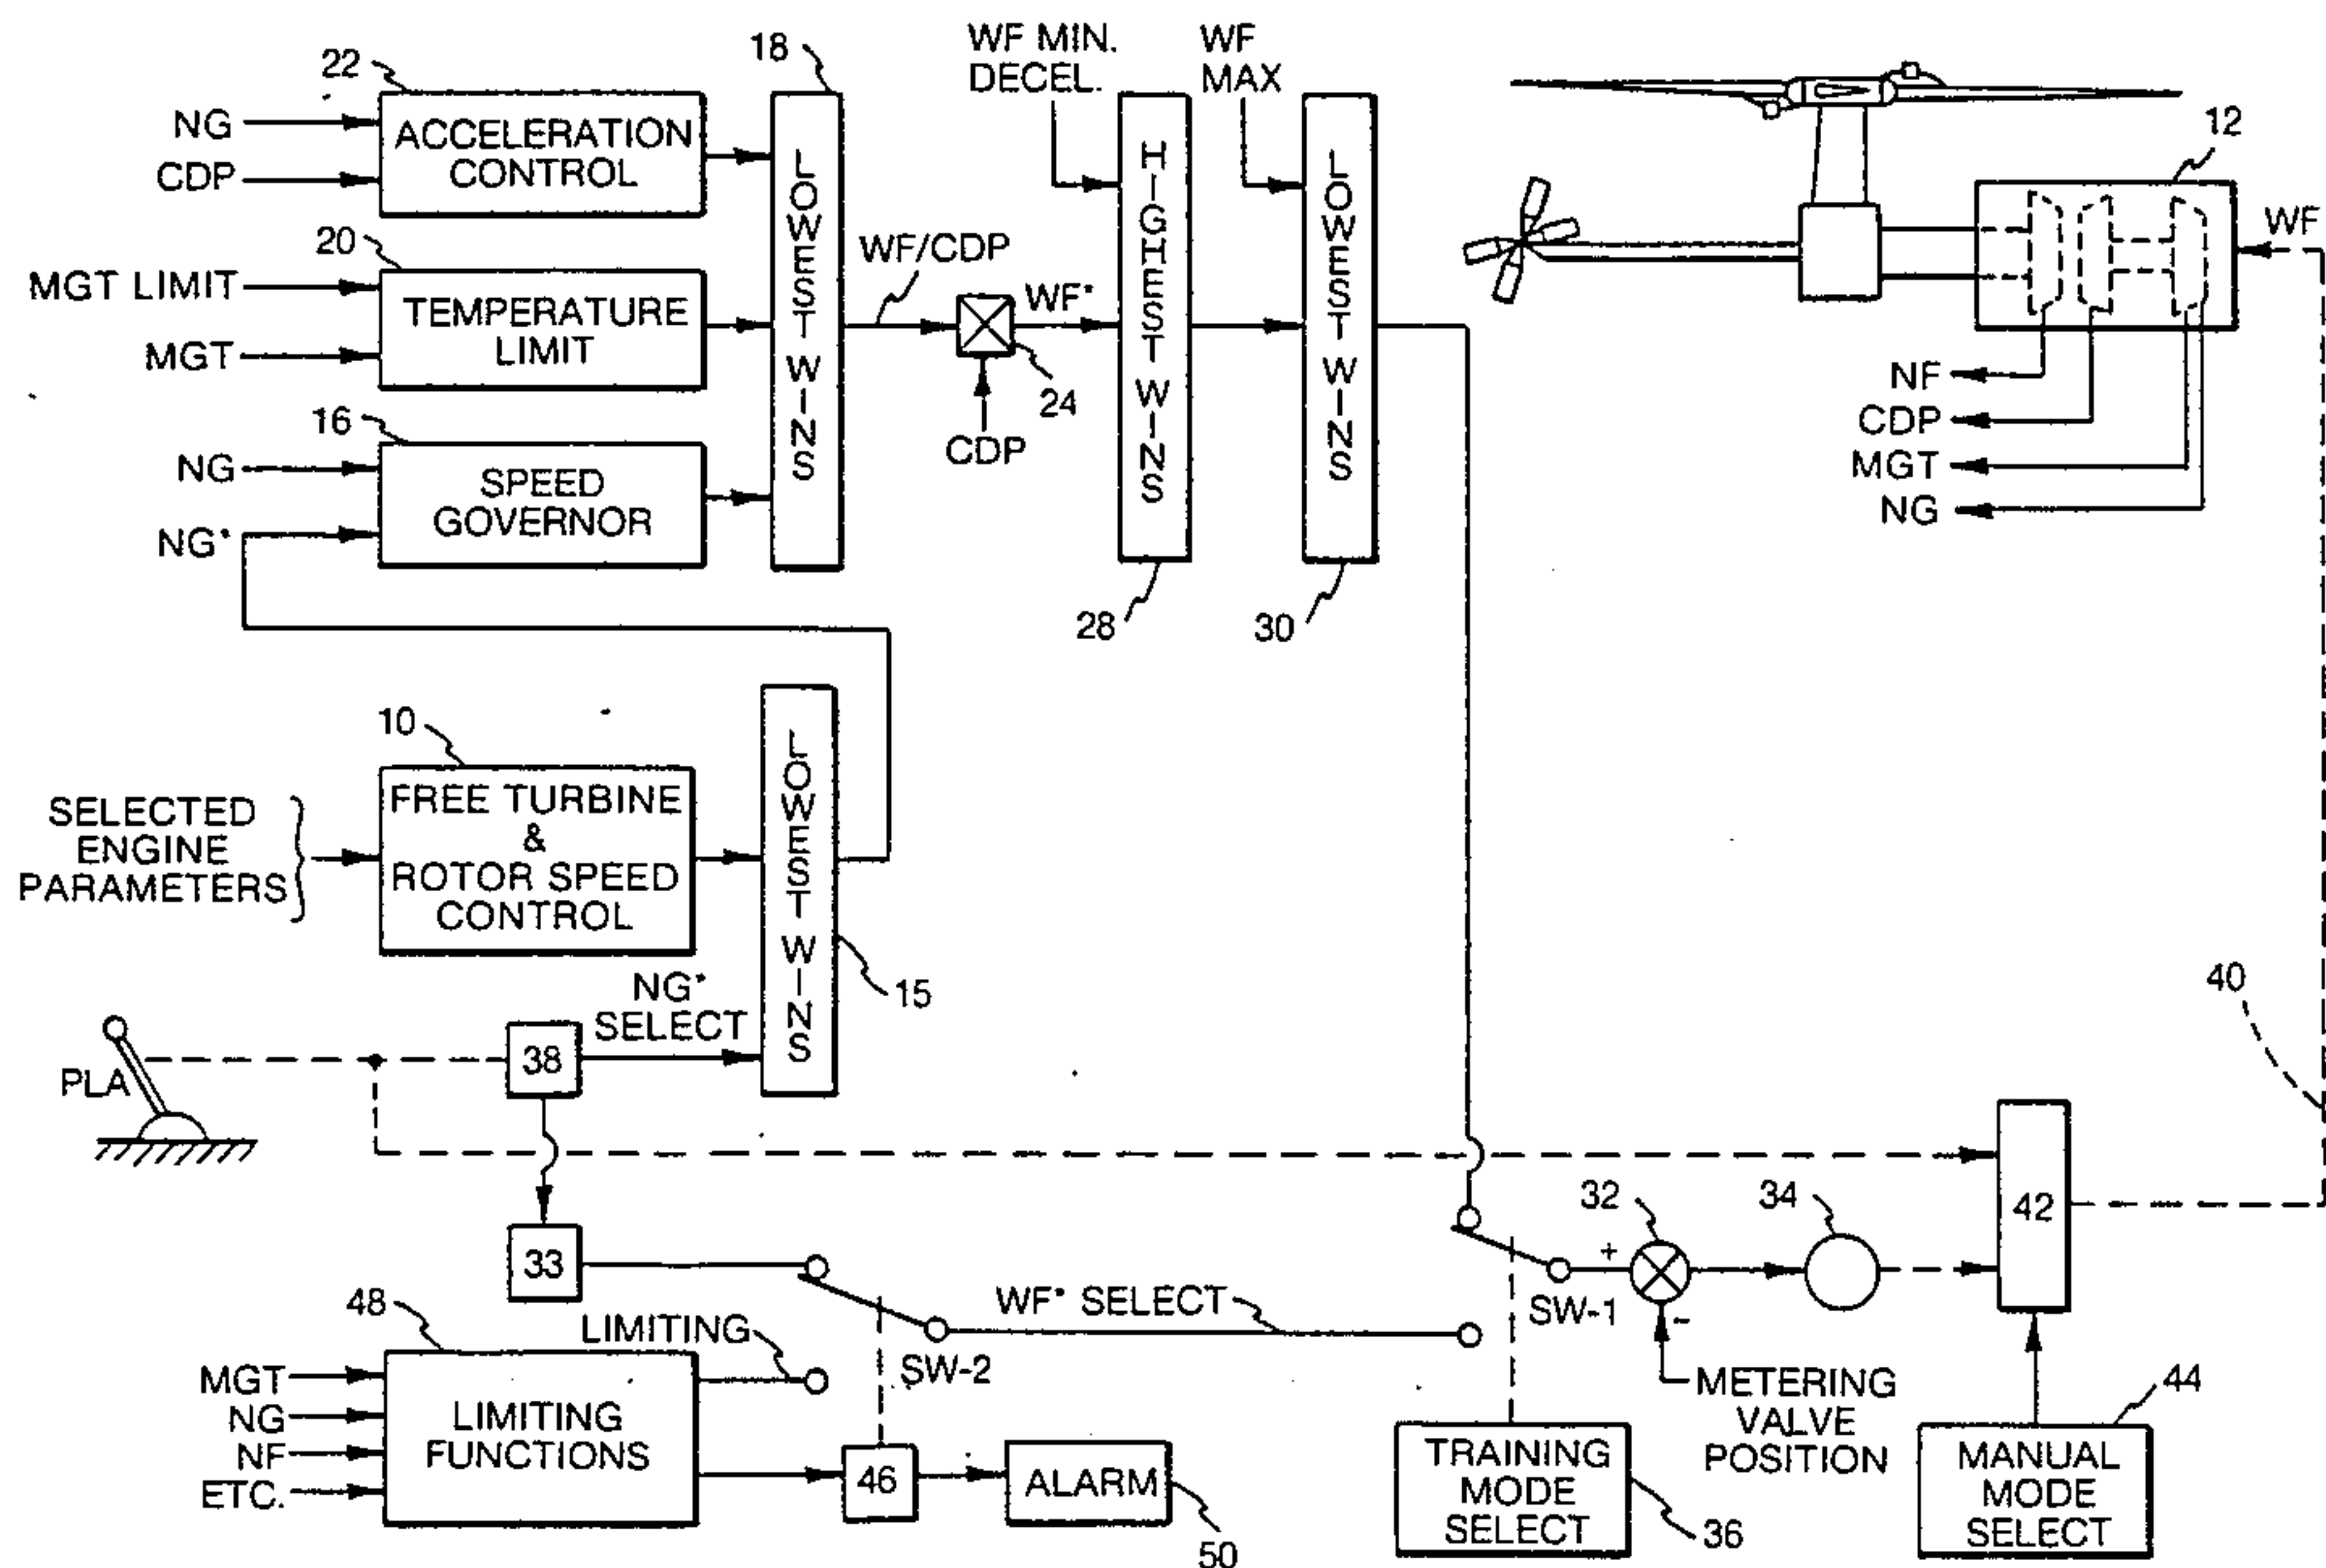 22
NG
CDP
ACCELERATION
CONTROL
20
MGT LIMIT
MGT
TEMPERATURE
LIMIT
16
NG
NG*
SPEED
GOVERNOR
18
LOWEST WINS
WF/CDP
WF*
24
CDP
WF MIN.
DECEL.
HIGHEST WINS
28
WF
MAX
LOWEST WINS
30
12
WF
NF
CDP
MGT
NG
10
SELECTED
ENGINE
PARAMETERS
FREE TURBINE
&
ROTOR SPEED
CONTROL
LOWEST WINS
15
NG*
SELECT
PLA
38
33
48
LIMITING
MGT
NG
NF
ETC.
LIMITING
FUNCTIONS
SW-2
WF* SELECT
46
ALARM
50
SW-1
+
32
-
34
METERING
VALVE
POSITION
TRAINING
MODE
SELECT
36
40
42
44
MANUAL
MODE
SELECT